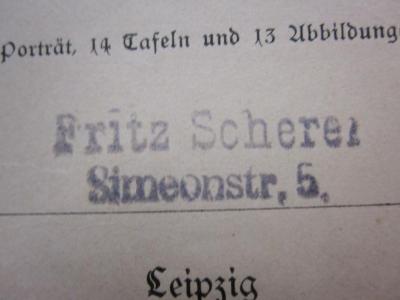 Porträt, 14 Tafeln und 13 Abbildung
Fritz Scherer
Simeonstr. 5.
Leipzig